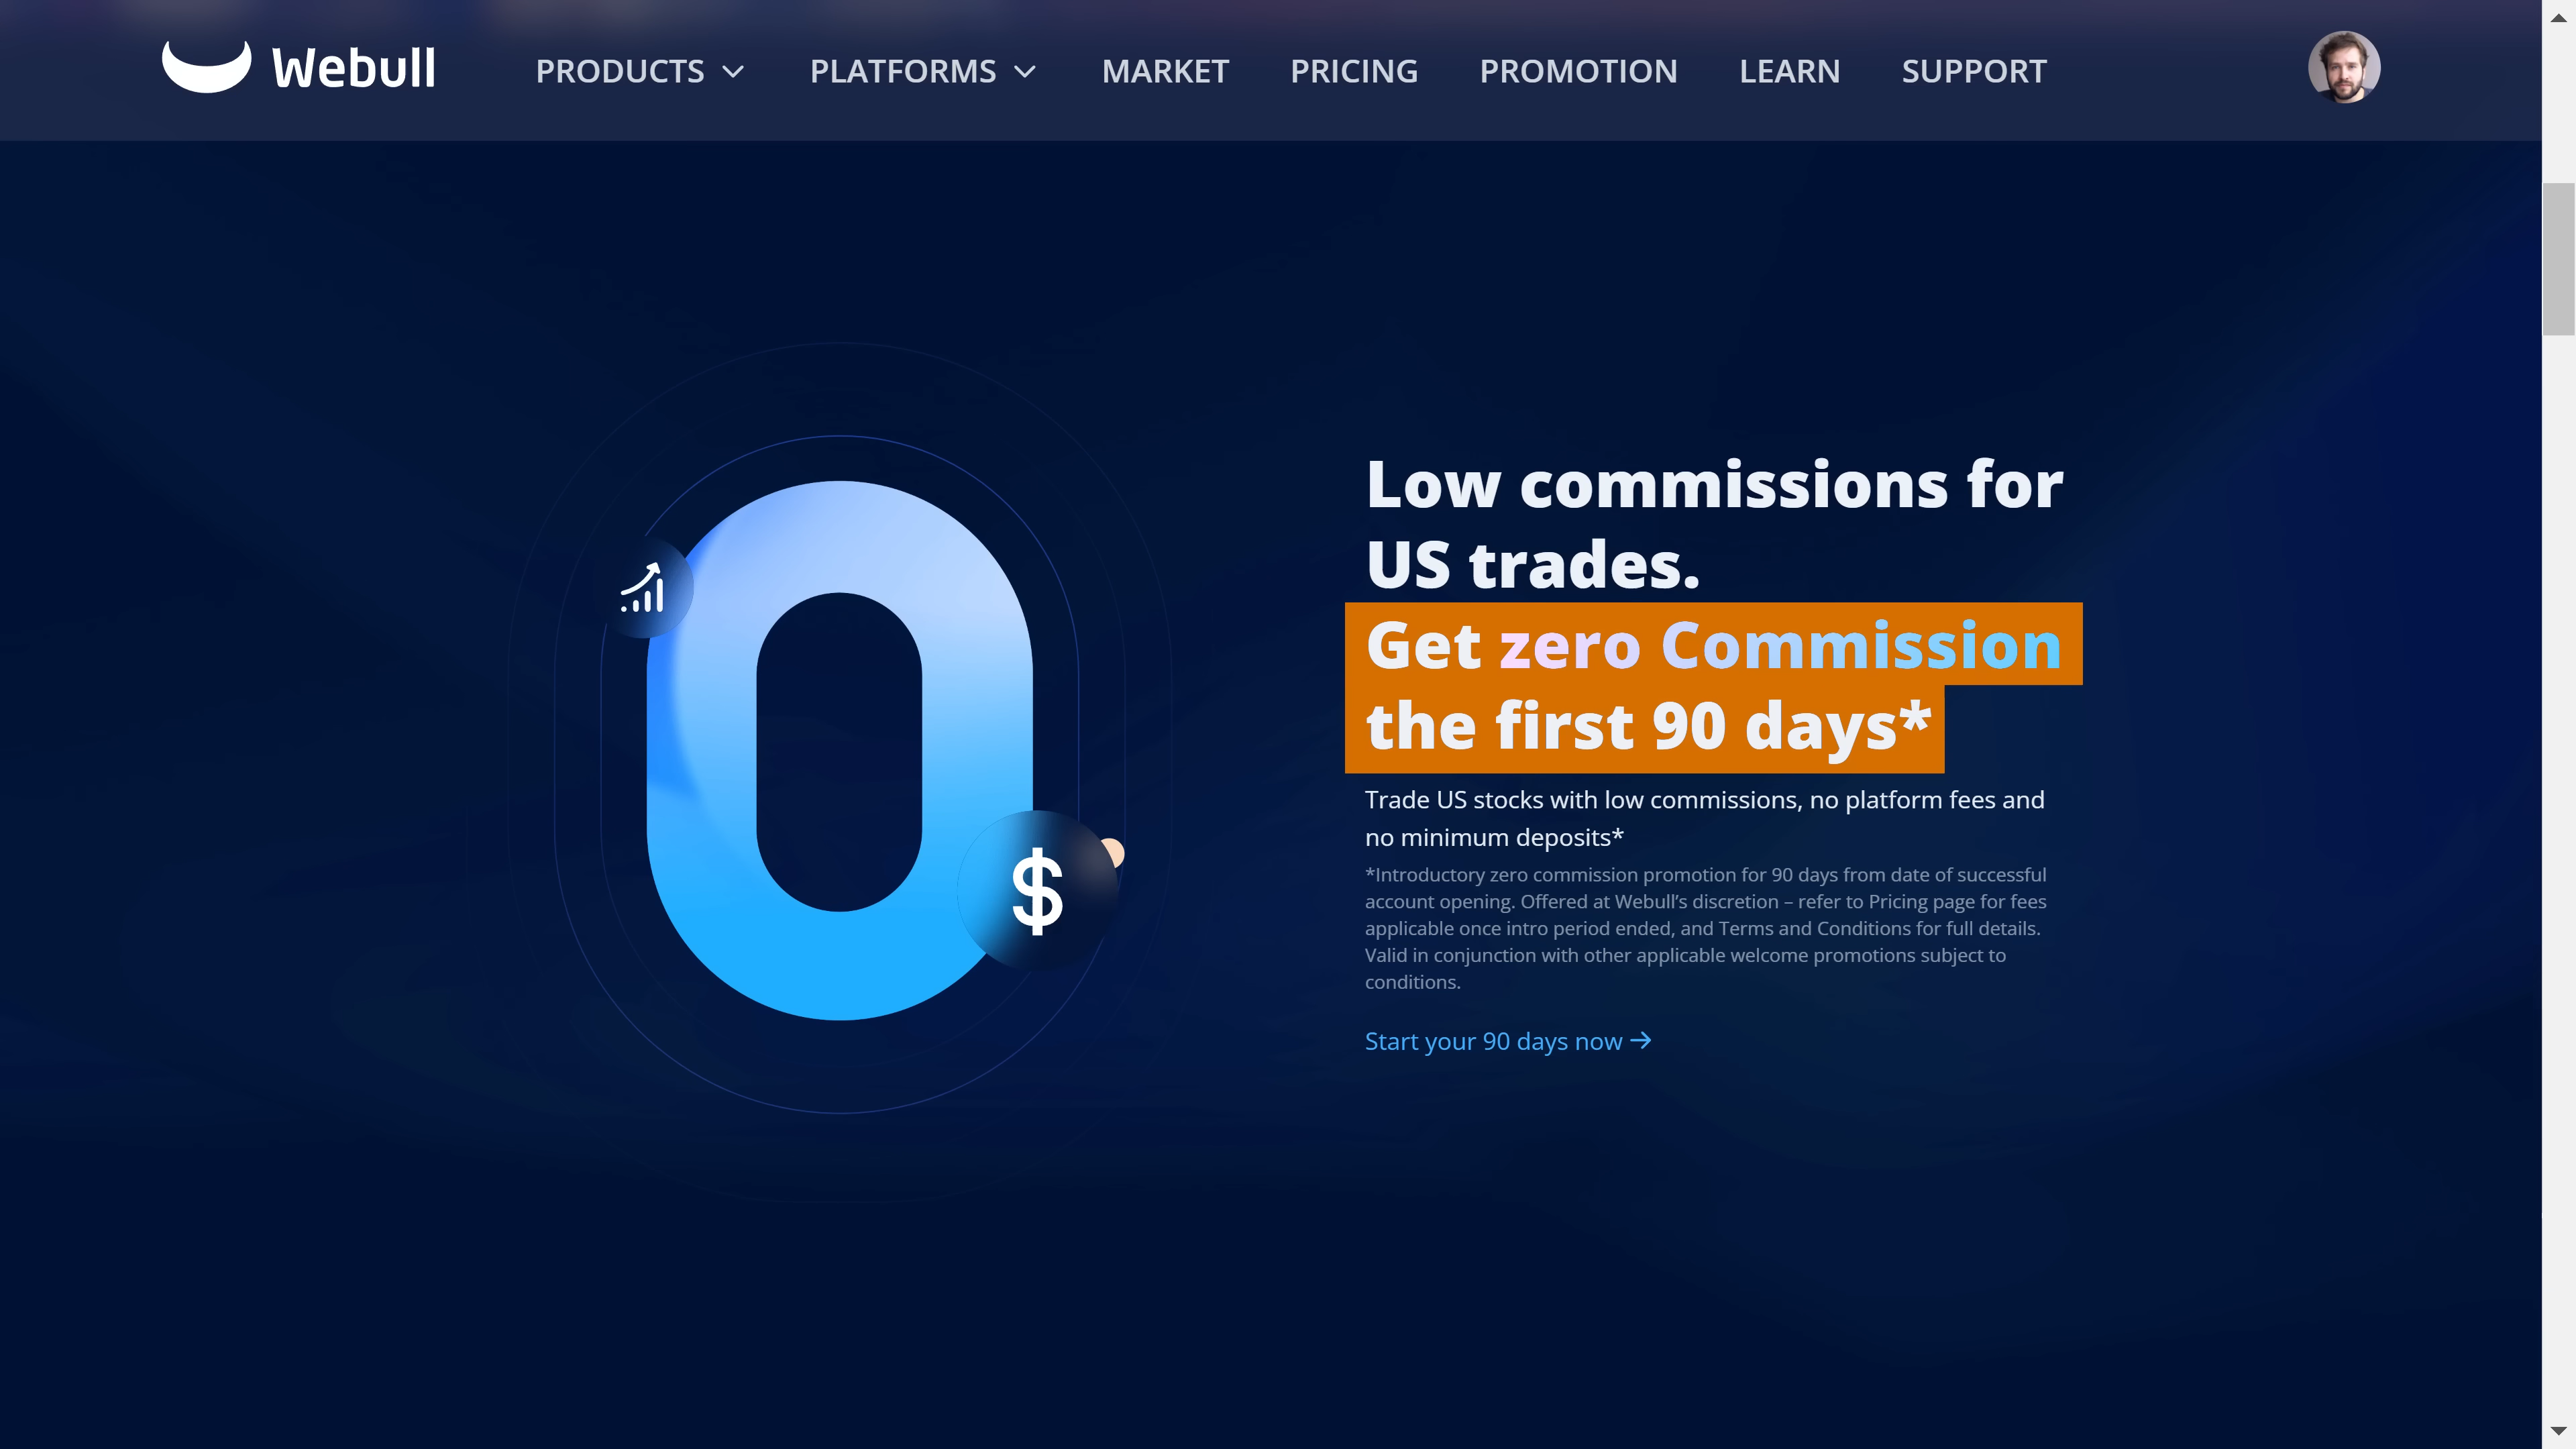 Webull
PRODUCTS
PLATFORMS
MARKET
PRICING
PROMOTION
LEARN
SUPPORT
0
$
Low commissions for
US trades.
Get zero Commission
the first 90 days*
Trade US stocks with low commissions, no platform fees and
no minimum deposits*
*Introductory zero commission promotion for 90 days from date of successful
account opening. Offered at Webull’s discretion – refer to Pricing page for fees
applicable once intro period ended, and Terms and Conditions for full details.
Valid in conjunction with other applicable welcome promotions subject to
conditions.
Start your 90 days now →